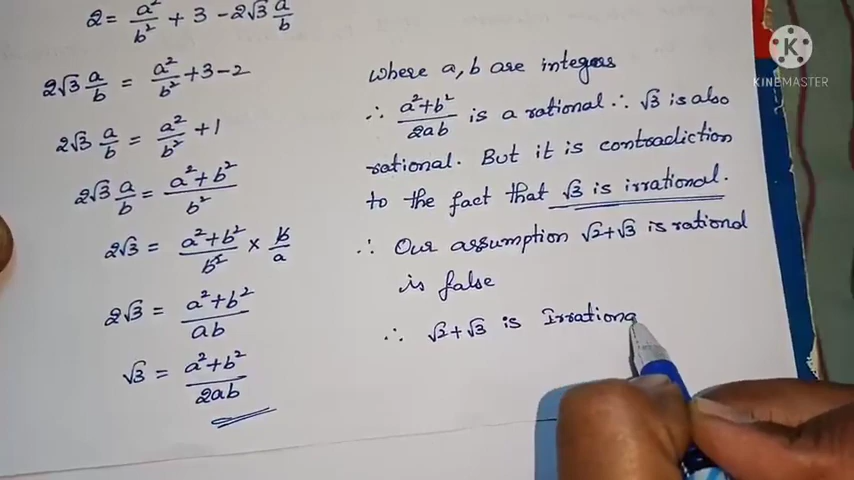 2 = a²/b² + 3 - 2√3 a/b
2√3 a/b = a²/b² + 3 - 2
2√3 a/b = a²/b² + 1
2√3 a/b = a²+b²/b²
2√3 = a²+b²/b² × b/a
2√3 = a²+b²/ab
√3 = a²+b²/2ab
where a, b are integers
∴ a²+b²/2ab is a rational ∴ √3 is also
rational. But it is contradiction
to the fact that √3 is irrational.
∴ Our assumption √2+√3 is rational
is false
∴ √2+√3 is Irrationa
KINEMASTER